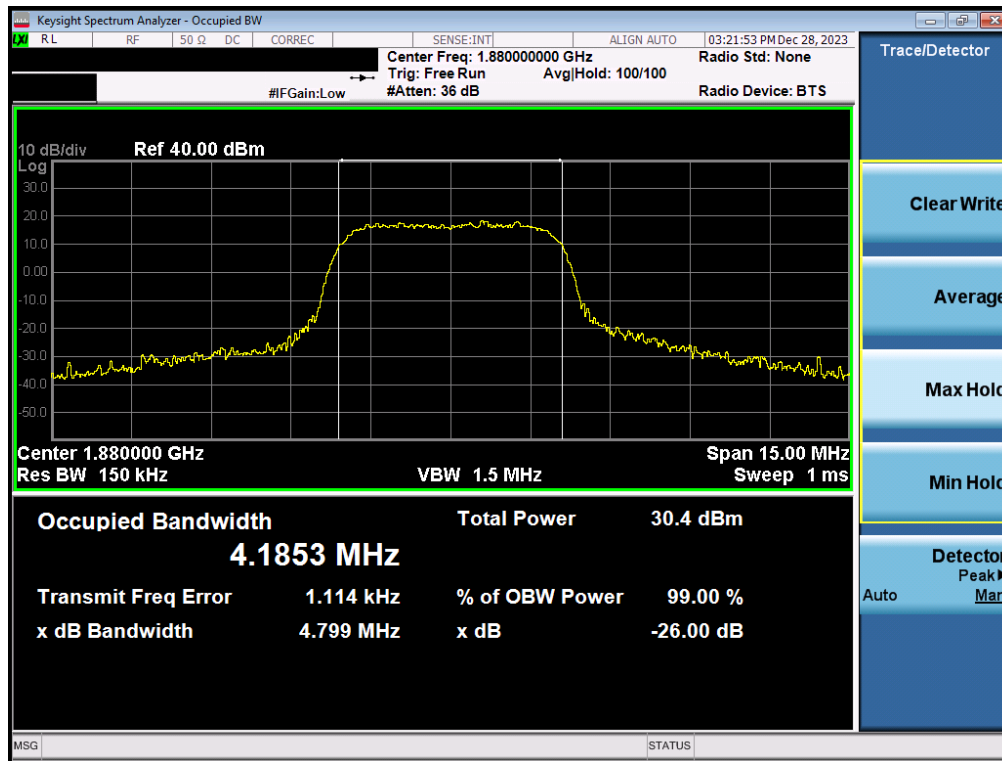 Keysight Spectrum Analyzer - Occupied BW
LXI RL RF 50 Ω DC CORREC SENSE:INT ALIGN AUTO 03:21:53 PM Dec 28, 2023
Center Freq: 1.880000000 GHz Radio Std: None
Trig: Free Run Avg|Hold: 100/100
#IFGain:Low #Atten: 36 dB Radio Device: BTS
Trace/Detector
10 dB/div Ref 40.00 dBm
Log
30.0
20.0
10.0
0.00
-10.0
-20.0
-30.0
-40.0
-50.0
Center 1.880000 GHz Span 15.00 MHz
Res BW 150 kHz VBW 1.5 MHz Sweep 1 ms
Occupied Bandwidth Total Power 30.4 dBm
4.1853 MHz
Transmit Freq Error 1.114 kHz % of OBW Power 99.00 %
x dB Bandwidth 4.799 MHz x dB -26.00 dB
Clear Write
Average
Max Hold
Min Hold
Detector
Peak
Auto Man
MSG STATUS